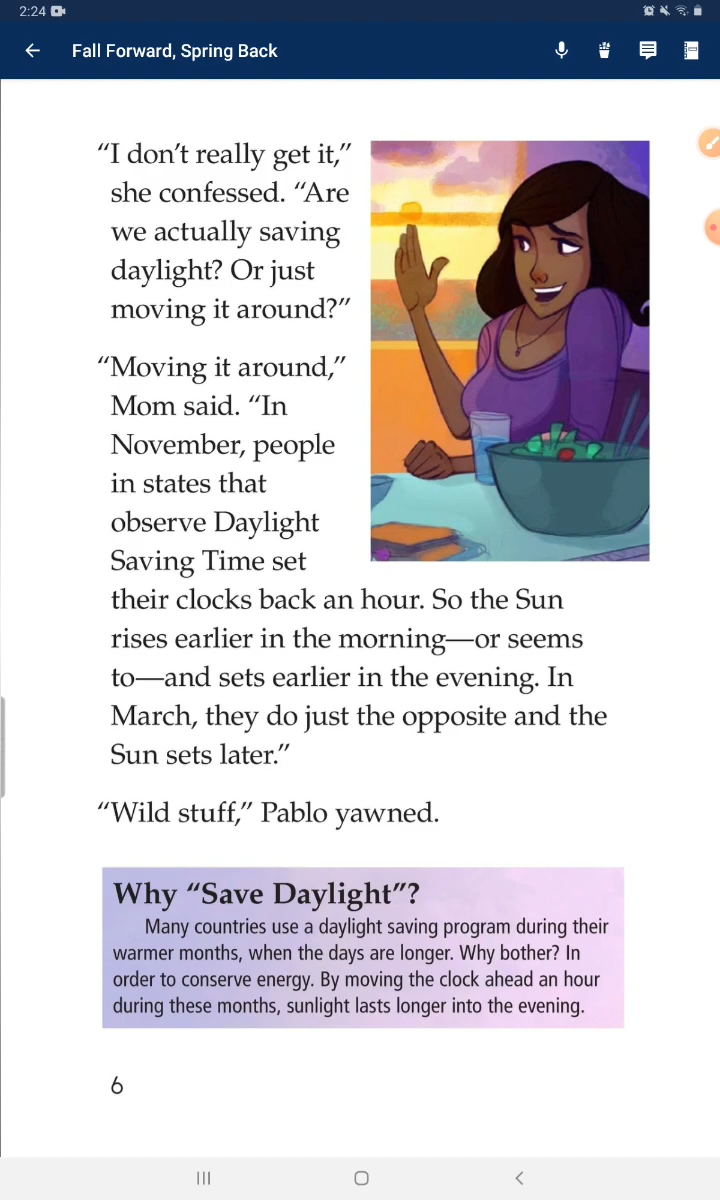 2:24
Fall Forward, Spring Back
“I don’t really get it,”
she confessed. “Are
we actually saving
daylight? Or just
moving it around?”
“Moving it around,”
Mom said. “In
November, people
in states that
observe Daylight
Saving Time set
their clocks back an hour. So the Sun
rises earlier in the morning—or seems
to—and sets earlier in the evening. In
March, they do just the opposite and the
Sun sets later.”
“Wild stuff,” Pablo yawned.
Why “Save Daylight”?
Many countries use a daylight saving program during their
warmer months, when the days are longer. Why bother? In
order to conserve energy. By moving the clock ahead an hour
during these months, sunlight lasts longer into the evening.
6